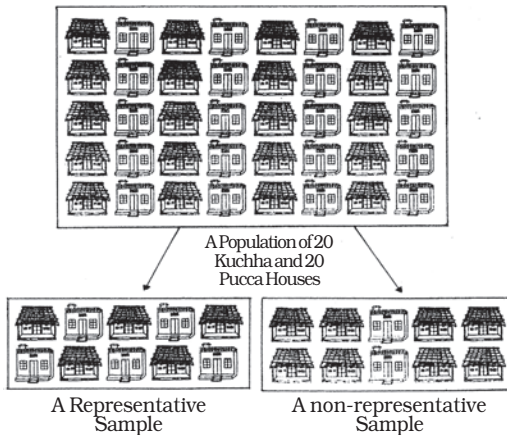 A Population of 20
Kuchha and 20
Pucca Houses
A Representative
Sample
A non-representative
Sample